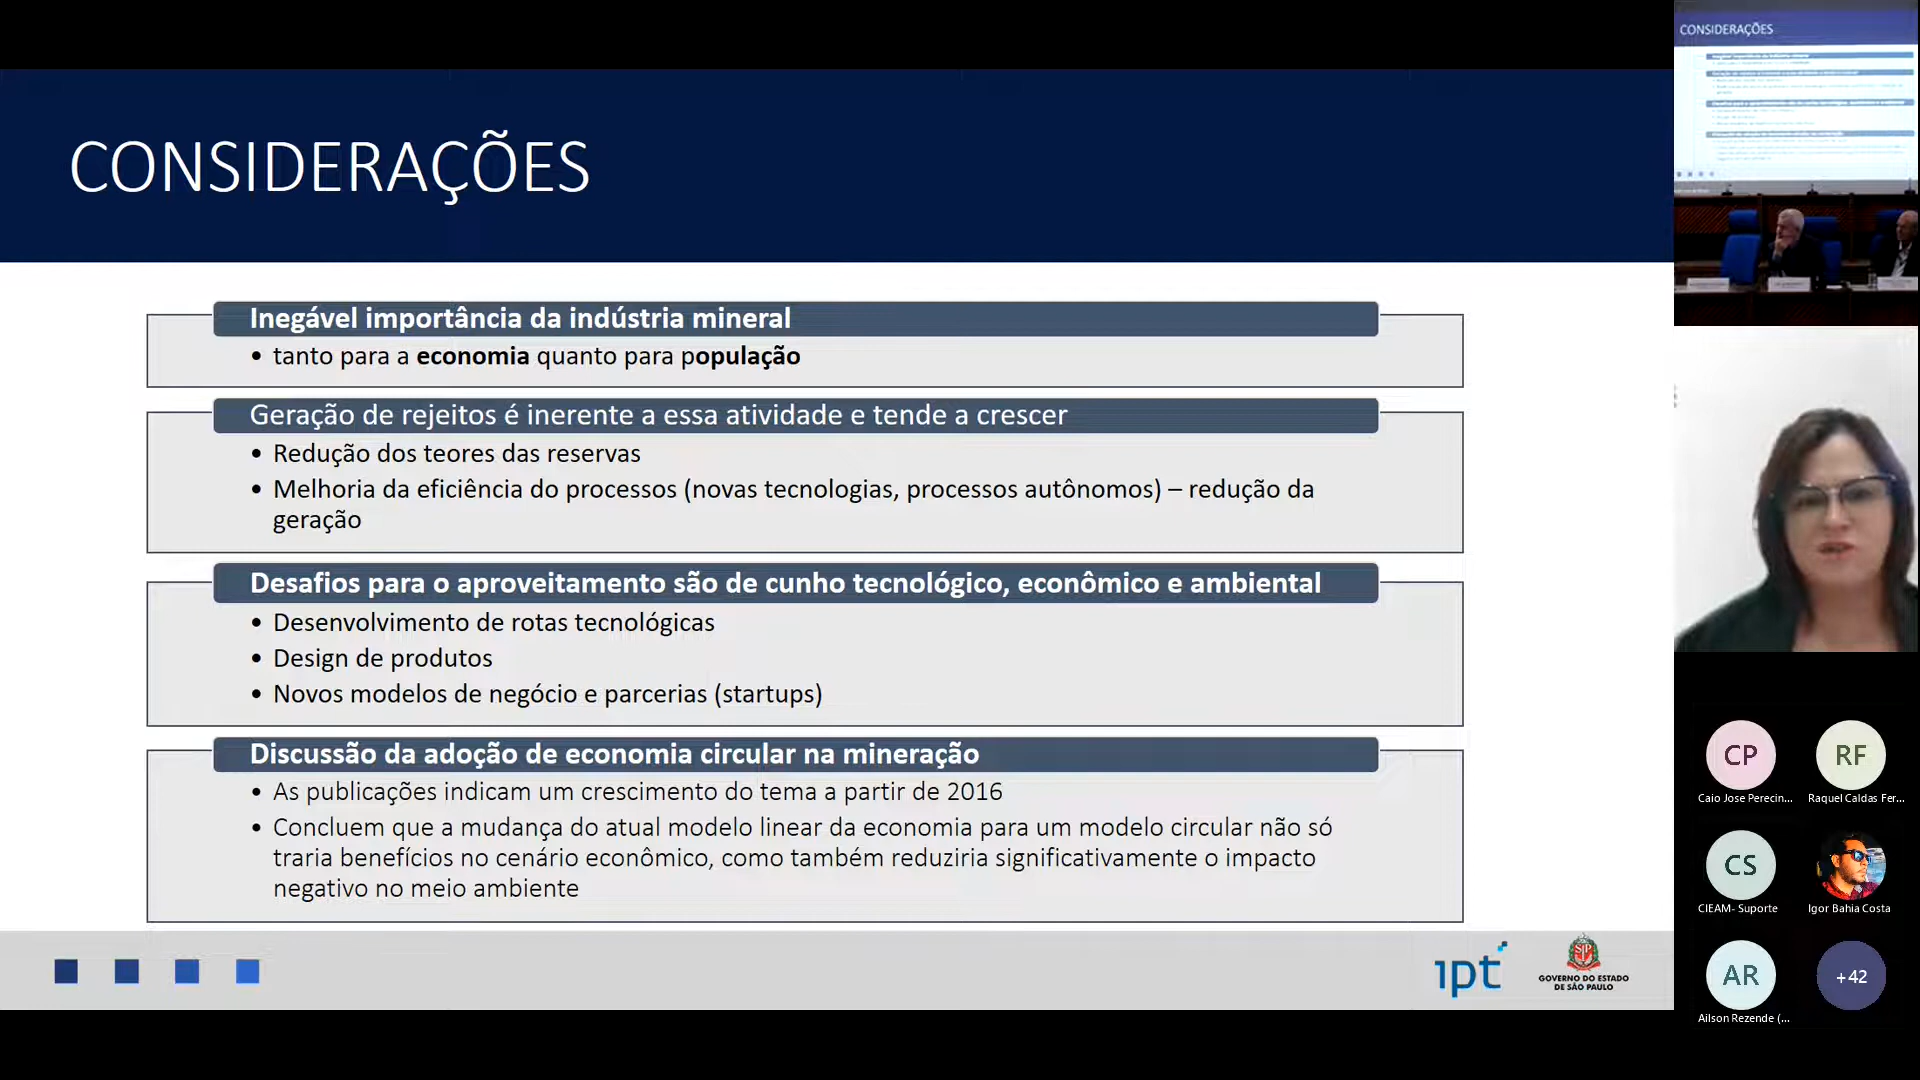 CONSIDERAÇÕES
Inegável importância da indústria mineral
• tanto para a economia quanto para população
Geração de rejeitos é inerente a essa atividade e tende a crescer
• Redução dos teores das reservas
• Melhoria da eficiência do processos (novas tecnologias, processos autônomos) – redução da
geração
Desafios para o aproveitamento são de cunho tecnológico, econômico e ambiental
• Desenvolvimento de rotas tecnológicas
• Design de produtos
• Novos modelos de negócio e parcerias (startups)
Discussão da adoção de economia circular na mineração
• As publicações indicam um crescimento do tema a partir de 2016
• Concluem que a mudança do atual modelo linear da economia para um modelo circular não só
traria benefícios no cenário econômico, como também reduziria significativamente o impacto
negativo no meio ambiente
ipt
GOVERNO DO ESTADO
DE SÃO PAULO
CONSIDERAÇÕES
CP
RF
Caio Jose Perecin...
Raquel Caldas Fer...
CS
CIEAM- Suporte
Igor Bahia Costa
AR
+42
Ailson Rezende (...